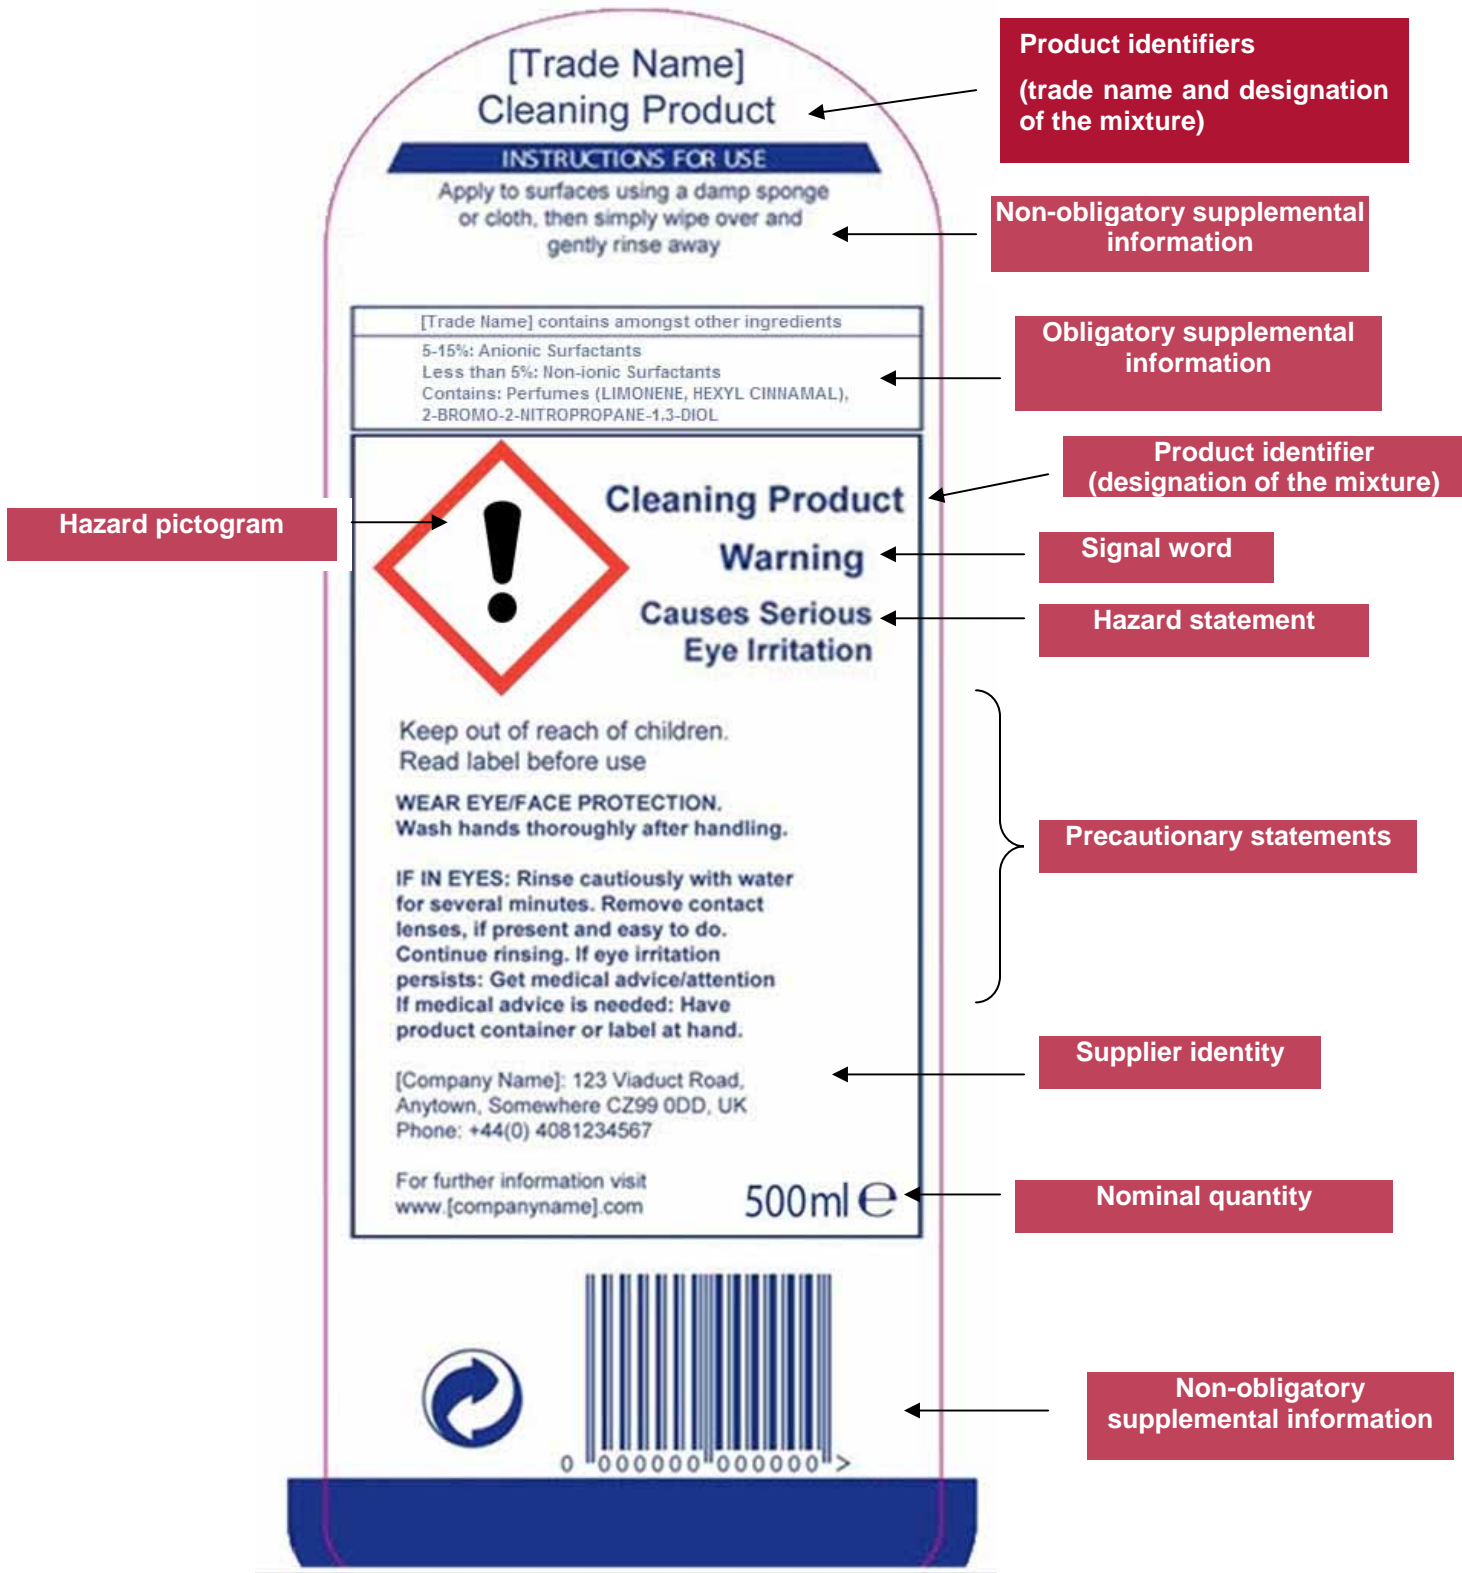 [Trade Name]
Cleaning Product
INSTRUCTIONS FOR USE
Apply to surfaces using a damp sponge
or cloth, then simply wipe over and
gently rinse away
[Trade Name] contains amongst other ingredients
5-15%: Anionic Surfactants
Less than 5%: Non-ionic Surfactants
Contains: Perfumes (LIMONENE, HEXYL CINNAMAL),
2-BROMO-2-NITROPROPANE-1.3-DIOL
Cleaning Product
Warning
Causes Serious
Eye Irritation
Keep out of reach of children.
Read label before use
WEAR EYE/FACE PROTECTION.
Wash hands thoroughly after handling.
IF IN EYES: Rinse cautiously with water
for several minutes. Remove contact
lenses, if present and easy to do.
Continue rinsing. If eye irritation
persists: Get medical advice/attention
If medical advice is needed: Have
product container or label at hand.
[Company Name]: 123 Viaduct Road,
Anytown, Somewhere CZ99 0DD, UK
Phone: +44(0) 4081234567
For further information visit
www.[companyname].com
500ml ℮
0 000000 000000 >
Hazard pictogram
Product identifiers
(trade name and designation
of the mixture)
Non-obligatory supplemental
information
Obligatory supplemental
information
Product identifier
(designation of the mixture)
Signal word
Hazard statement
Precautionary statements
Supplier identity
Nominal quantity
Non-obligatory
supplemental information